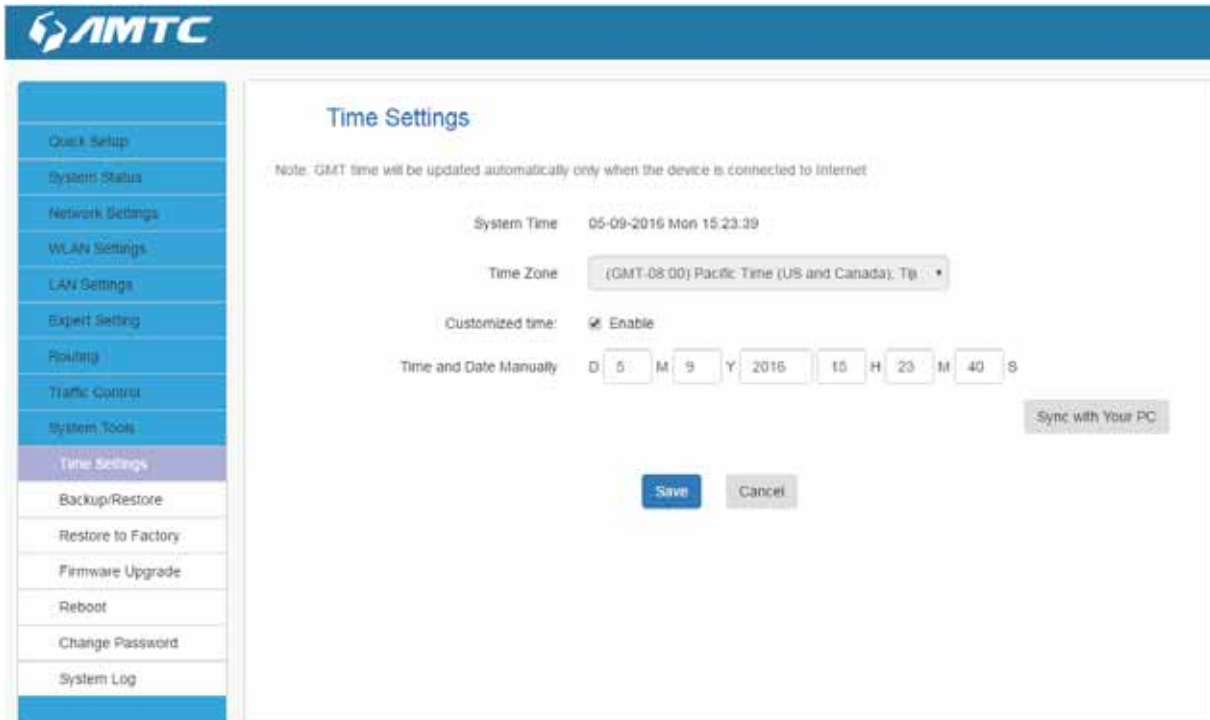 AMTC
Quick Setup
System Status
Network Settings
WLAN Settings
LAN Settings
Expert Setting
Routing
Traffic Control
System Tools
Time Settings
Backup/Restore
Restore to Factory
Firmware Upgrade
Reboot
Change Password
System Log
Time Settings
Note: GMT time will be updated automatically only when the device is connected to Internet
System Time 05-09-2016 Mon 15:23:39
Time Zone (GMT-08:00) Pacific Time (US and Canada), Tij
Customized time: Enable
Time and Date Manually D 5 M 9 Y 2016 15 H 23 M 40 S
Sync with Your PC
Save Cancel